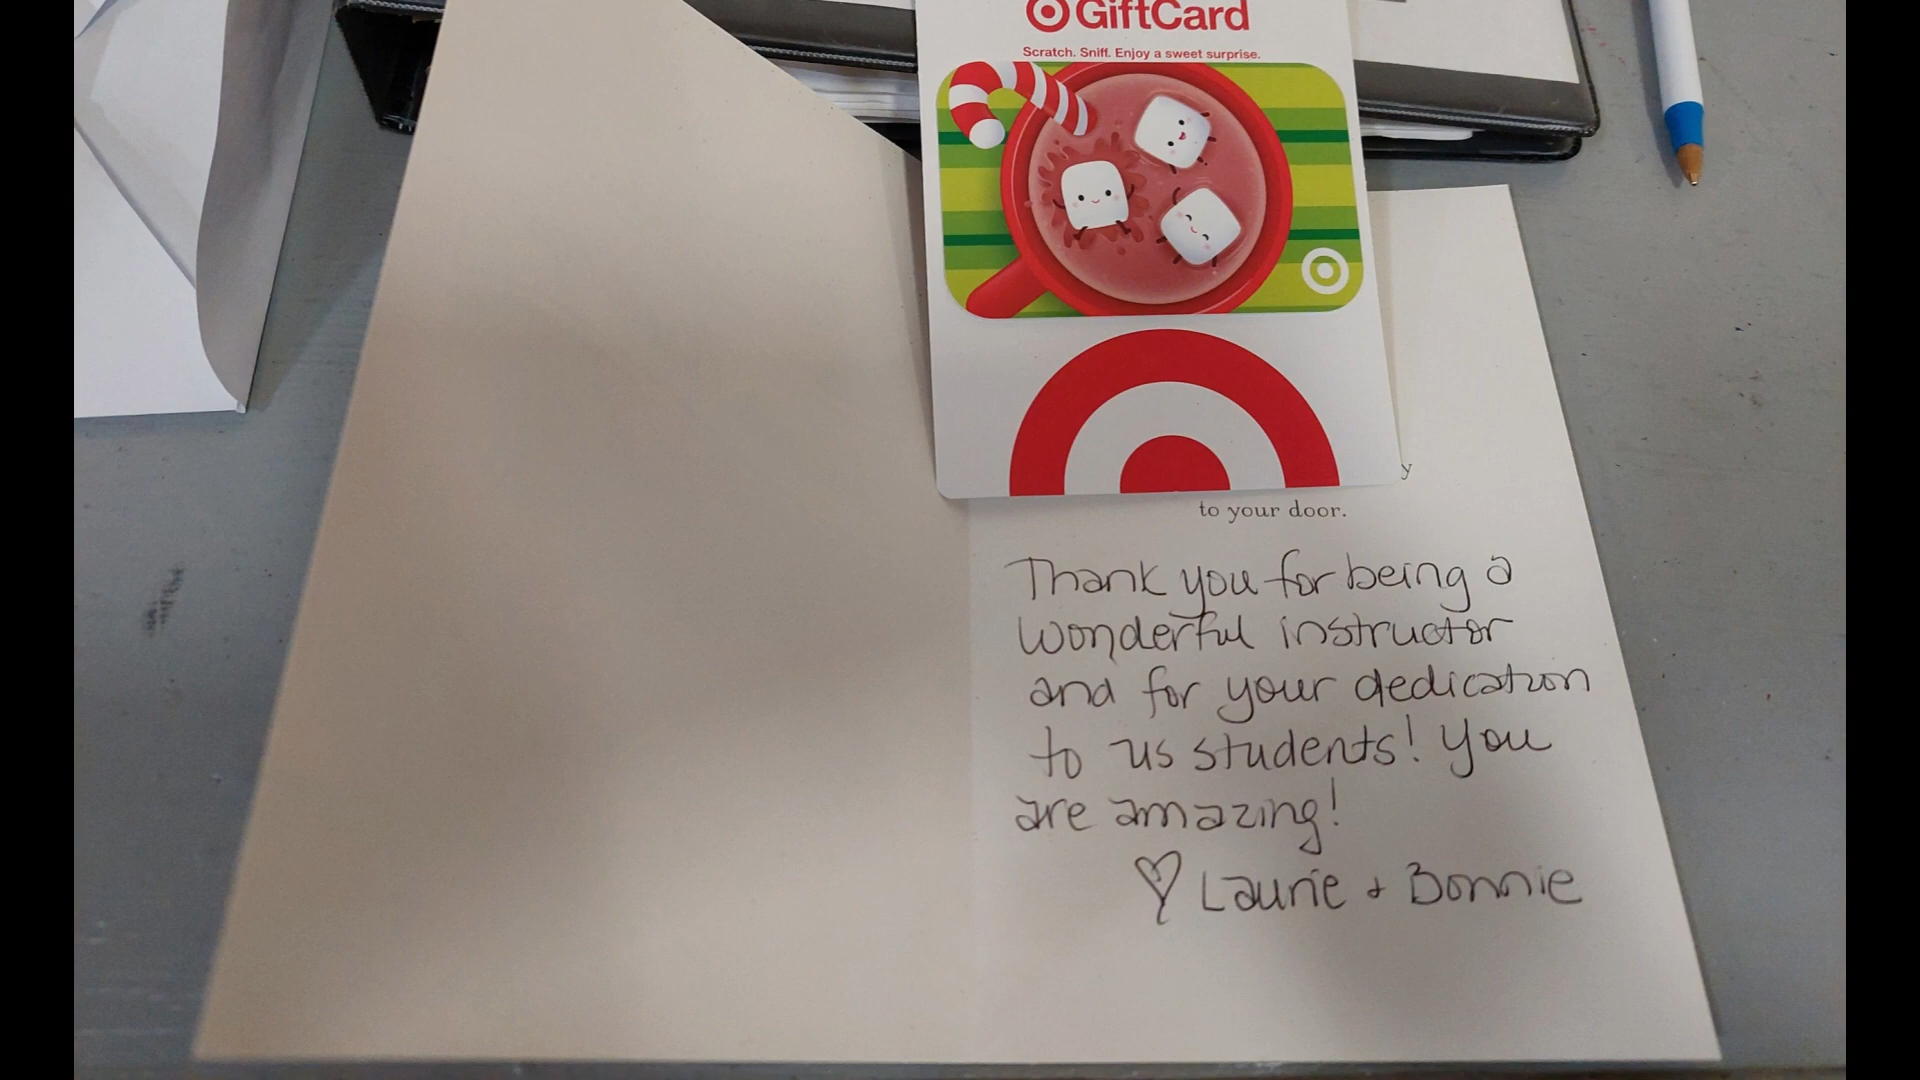 GiftCard
Scratch. Sniff. Enjoy a sweet surprise.
y
to your door.
Thank you for being a
wonderful instructor
and for your dedication
to us students! You
are amazing!
♡ Laurie + Bonnie